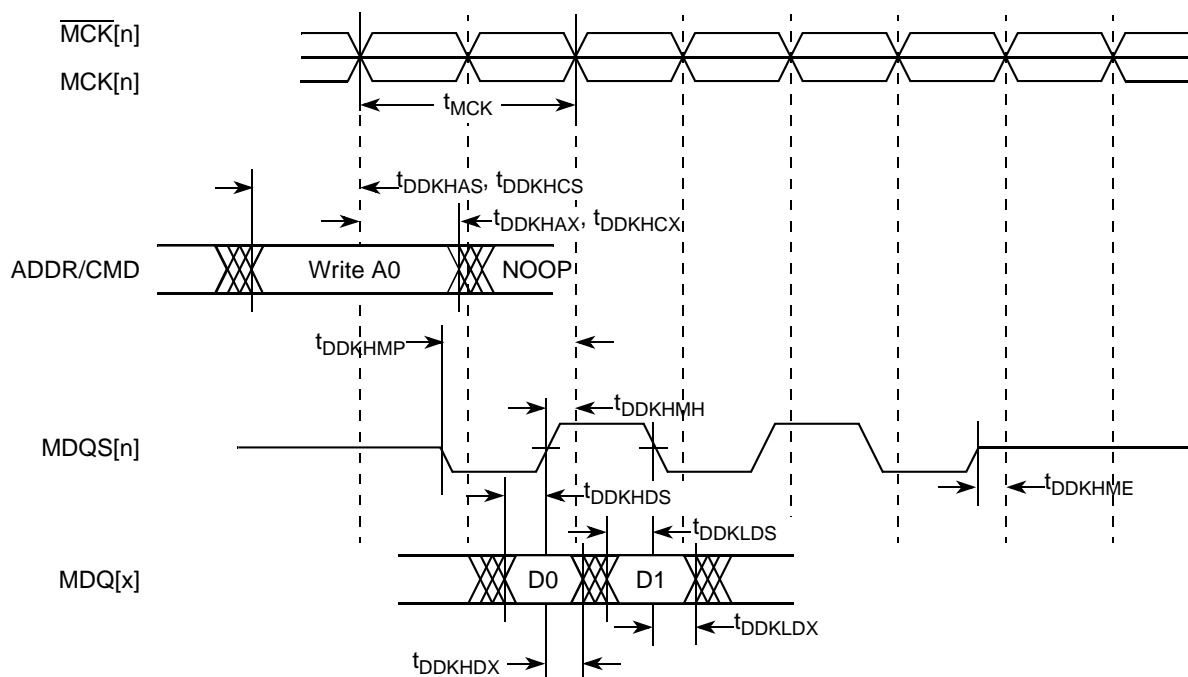 MCK[n]
MCK[n]
tMCK
tDDKHAS, tDDKHCS
tDDKHAX, tDDKHCX
ADDR/CMD
Write A0
NOOP
tDDKHMP
tDDKHMH
MDQS[n]
tDDKHME
tDDKHDS
tDDKLDS
MDQ[x]
D0
D1
tDDKLDX
tDDKHDX